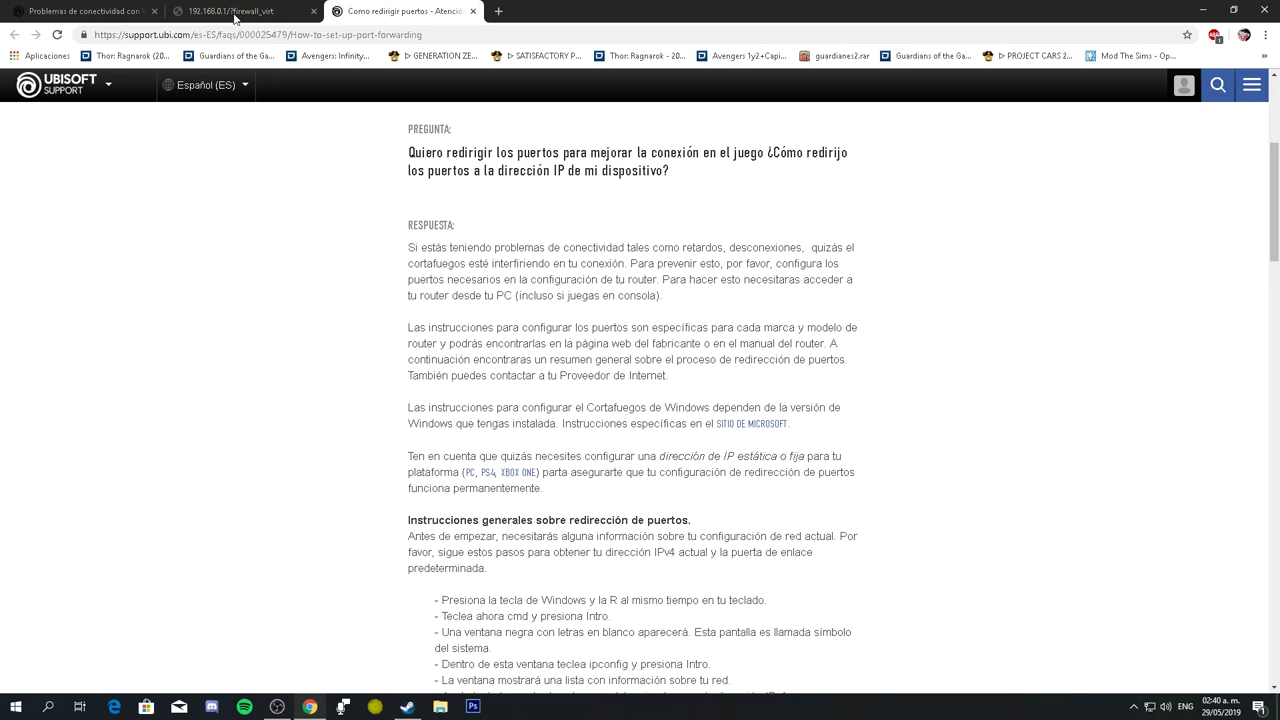 Problemas de conectividad con
192.168.0.1/?firewall_virt
Como redirigir puertos - Atenció
https://support.ubi.com/es-ES/faqs/000025479/How-to-set-up-port-forwarding
Aplicaciones
Thor: Ragnarok (20...
Guardians of the Ga...
Avengers: Infinity...
▷ GENERATION ZE...
▷ SATISFACTORY P...
Thor: Ragnarok - 20...
Avengers 1y2+Capi...
guardianes2.rar
Guardians of the Ga...
▷ PROJECT CARS 2...
Mod The Sims - Op...
UBISOFT
SUPPORT
Español (ES)
PREGUNTA:
Quiero redirigir los puertos para mejorar la conexión en el juego ¿Cómo redirijo
los puertos a la dirección IP de mi dispositivo?
RESPUESTA:
Si estás teniendo problemas de conectividad tales como retardos, desconexiones, quizás el
cortafuegos esté interfiriendo en tu conexión. Para prevenir esto, por favor, configura los
puertos necesarios en la configuración de tu router. Para hacer esto necesitaras acceder a
tu router desde tu PC (incluso si juegas en consola).
Las instrucciones para configurar los puertos son específicas para cada marca y modelo de
router y podrás encontrarlas en la página web del fabricante o en el manual del router. A
continuación encontraras un resumen general sobre el proceso de redirección de puertos.
También puedes contactar a tu Proveedor de Internet.
Las instrucciones para configurar el Cortafuegos de Windows dependen de la versión de
Windows que tengas instalada. Instrucciones específicas en el SITIO DE MICROSOFT.
Ten en cuenta que quizás necesites configurar una dirección de IP estática o fija para tu
plataforma (PC, PS4, XBOX ONE) parta asegurarte que tu configuración de redirección de puertos
funciona permanentemente.
Instrucciones generales sobre redirección de puertos.
Antes de empezar, necesitarás alguna información sobre tu configuración de red actual. Por
favor, sigue estos pasos para obtener tu dirección IPv4 actual y la puerta de enlace
predeterminada.
- Presiona la tecla de Windows y la R al mismo tiempo en tu teclado.
- Teclea ahora cmd y presiona Intro.
- Una ventana negra con letras en blanco aparecerá. Esta pantalla es llamada símbolo
del sistema.
- Dentro de esta ventana teclea ipconfig y presiona Intro.
- La ventana mostrará una lista con información sobre tu red.
ENG
02:40 a. m.
29/05/2019